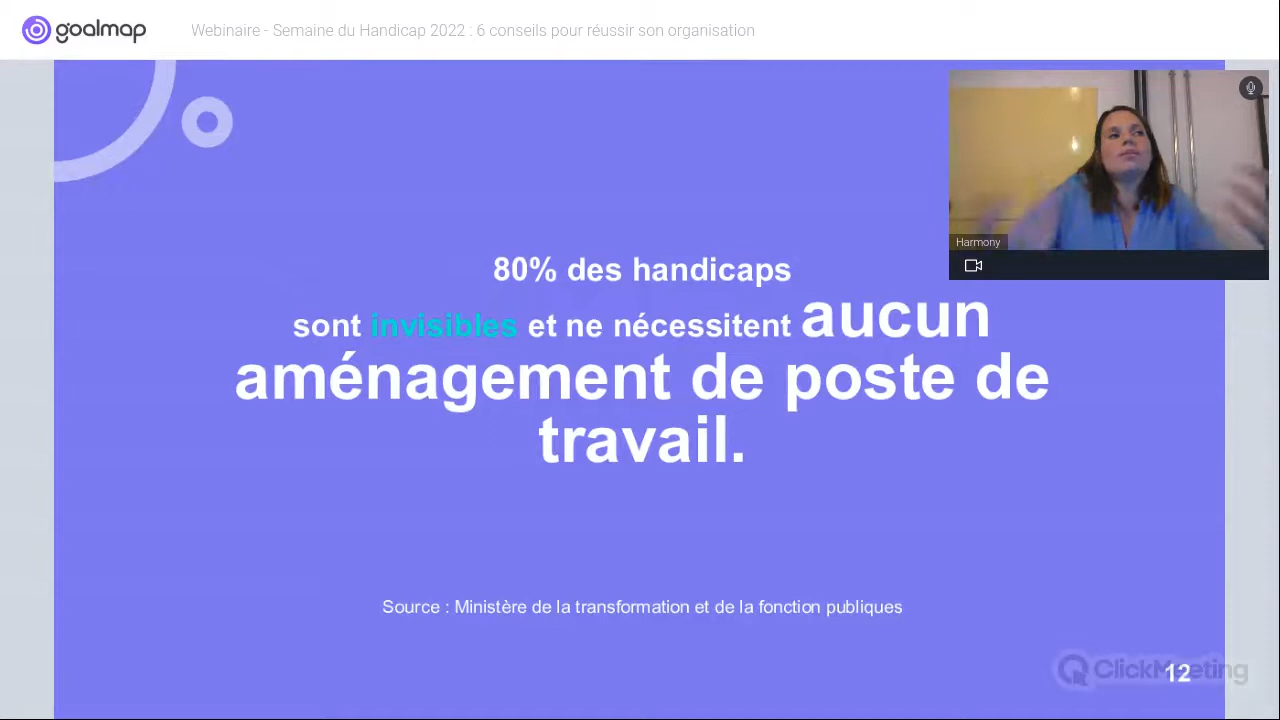 goalmap
Webinaire - Semaine du Handicap 2022 : 6 conseils pour réussir son organisation
Harmony
80% des handicaps
sont invisibles et ne nécessitent aucun
aménagement de poste de
travail.
Source : Ministère de la transformation et de la fonction publiques
ClickMeeting
12